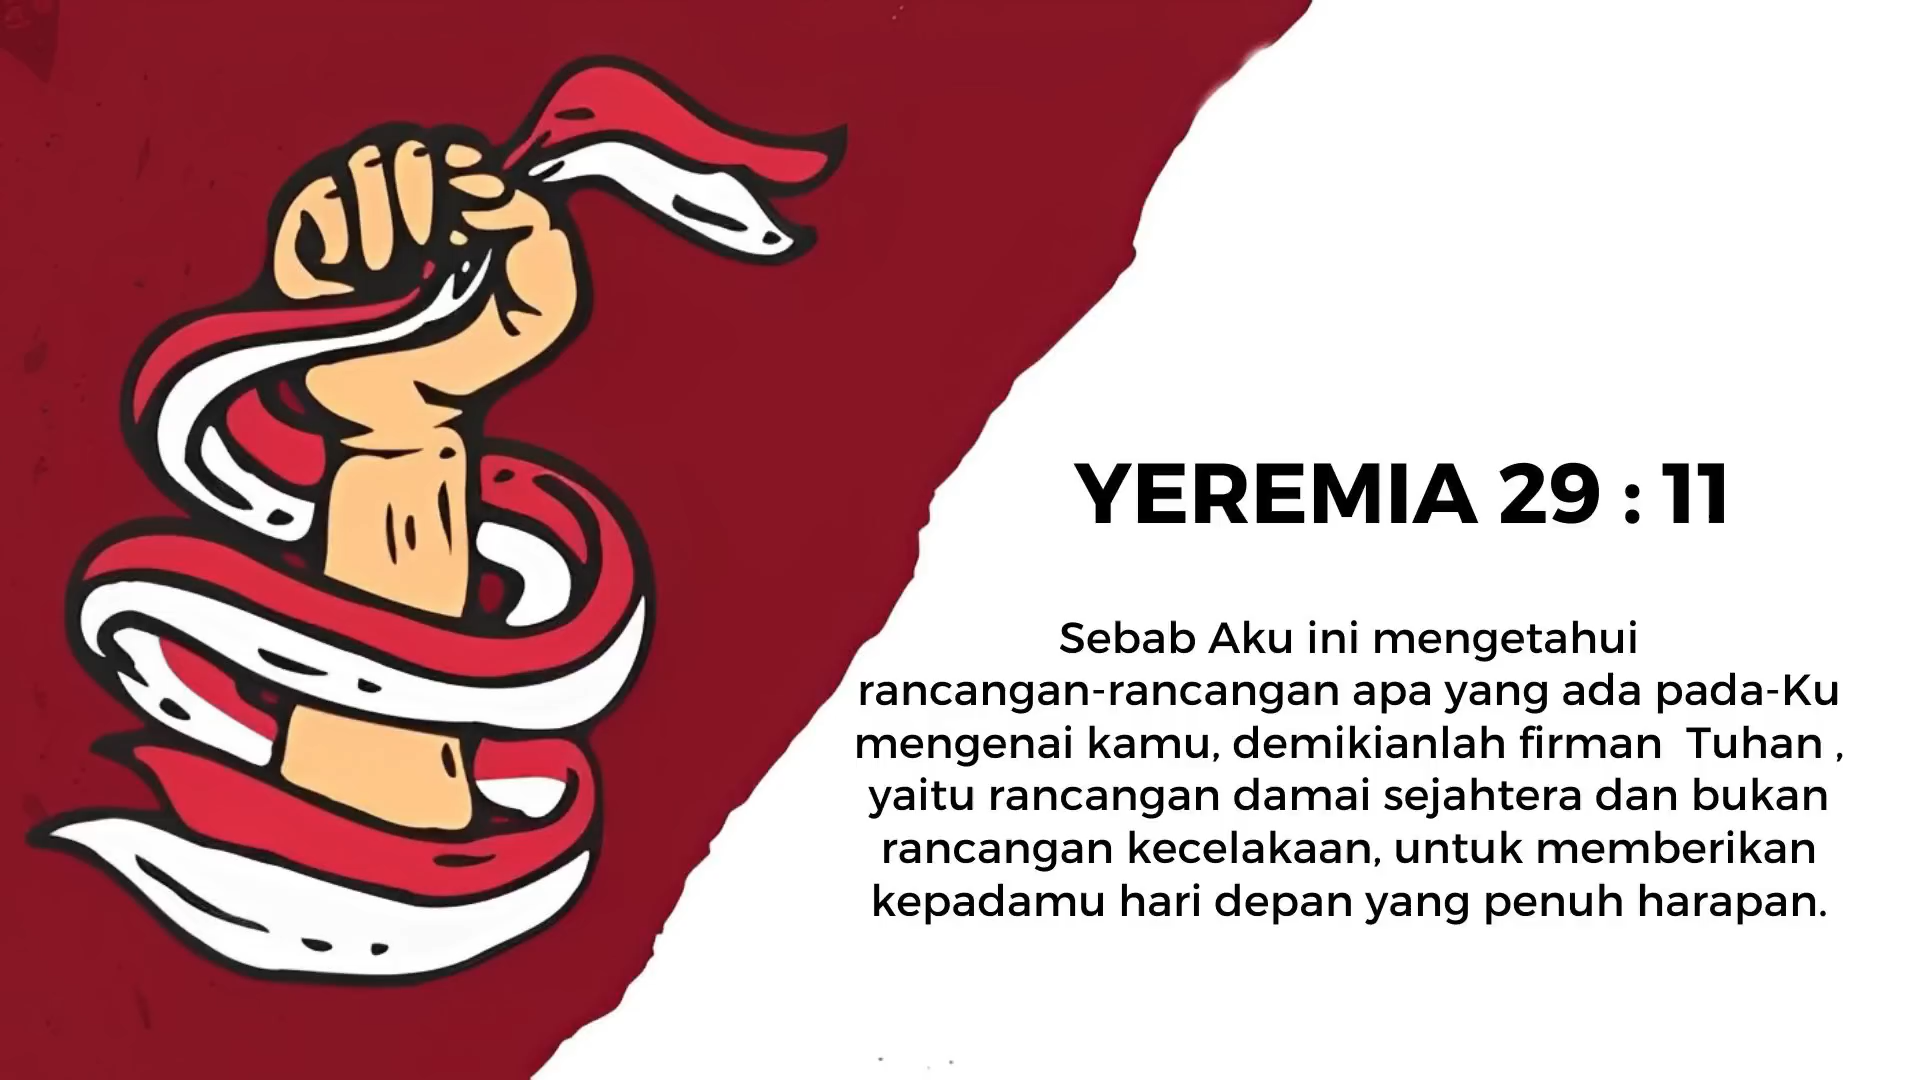 YEREMIA 29 : 11
Sebab Aku ini mengetahui
rancangan-rancangan apa yang ada pada-Ku
mengenai kamu, demikianlah firman  Tuhan ,
yaitu rancangan damai sejahtera dan bukan
rancangan kecelakaan, untuk memberikan
kepadamu hari depan yang penuh harapan.